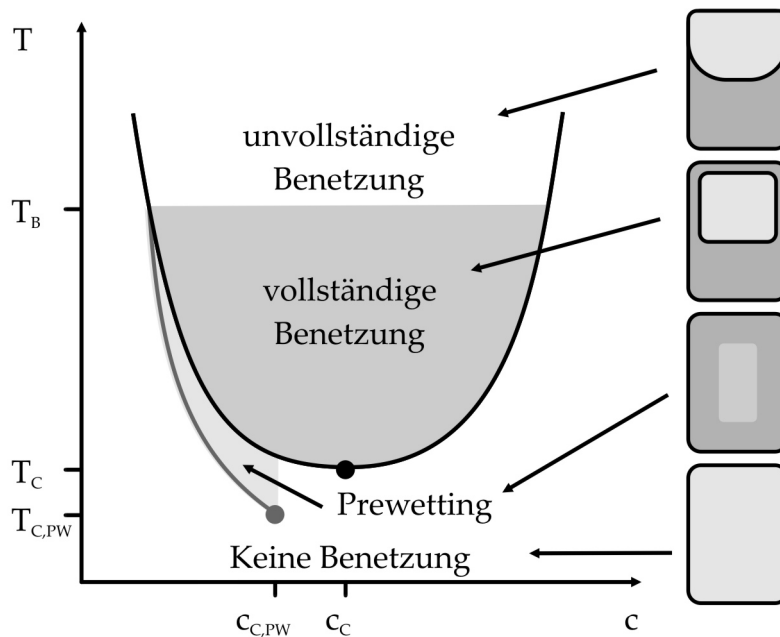 T
unvollständige
Benetzung
T_B
vollständige
Benetzung
T_C
Prewetting
T_C,PW
Keine Benetzung
c_C,PW
c_C
c